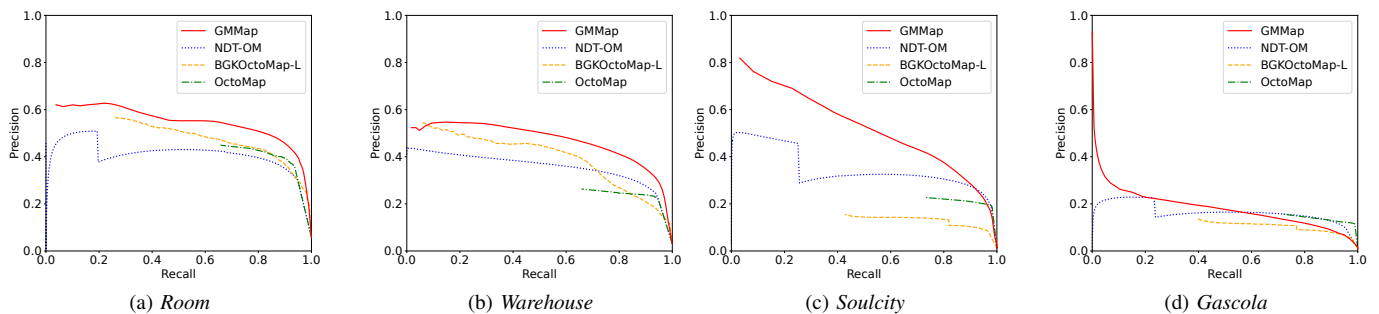 1.0
0.8
0.6
0.4
0.2
0.0
Precision
0.0 0.2 0.4 0.6 0.8 1.0
Recall
GMMap
NDT-OM
BGKOctoMap-L
OctoMap
(a) Room
1.0
0.8
0.6
0.4
0.2
0.0
Precision
0.0 0.2 0.4 0.6 0.8 1.0
Recall
GMMap
NDT-OM
BGKOctoMap-L
OctoMap
(b) Warehouse
1.0
0.8
0.6
0.4
0.2
0.0
Precision
0.0 0.2 0.4 0.6 0.8 1.0
Recall
GMMap
NDT-OM
BGKOctoMap-L
OctoMap
(c) Soulcity
1.0
0.8
0.6
0.4
0.2
0.0
Precision
0.0 0.2 0.4 0.6 0.8 1.0
Recall
GMMap
NDT-OM
BGKOctoMap-L
OctoMap
(d) Gascola